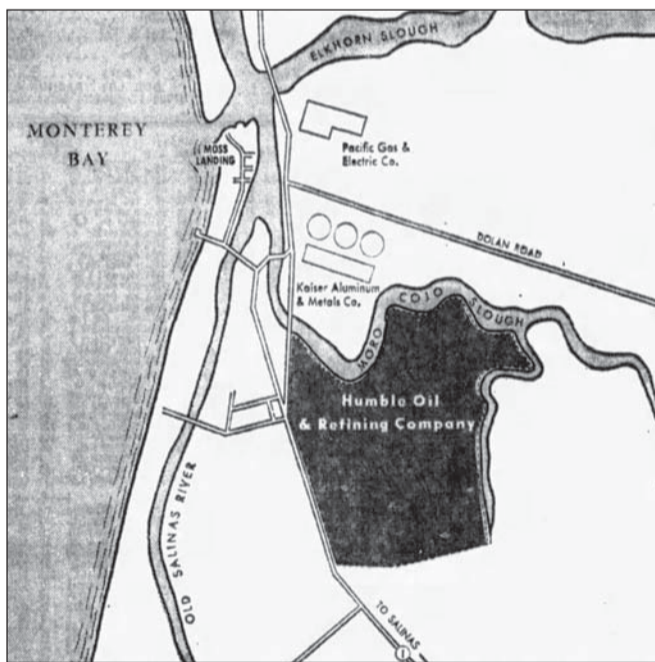 ELKHORN SLOUGH
MONTEREY
BAY
MOSS
LANDING
Pacific Gas &
Electric Co.
DOLAN ROAD
Kaiser Aluminum
& Metals Co.
MORO COJO SLOUGH
Humble Oil
& Refining Company
OLD SALINAS RIVER
TO SALINAS
1